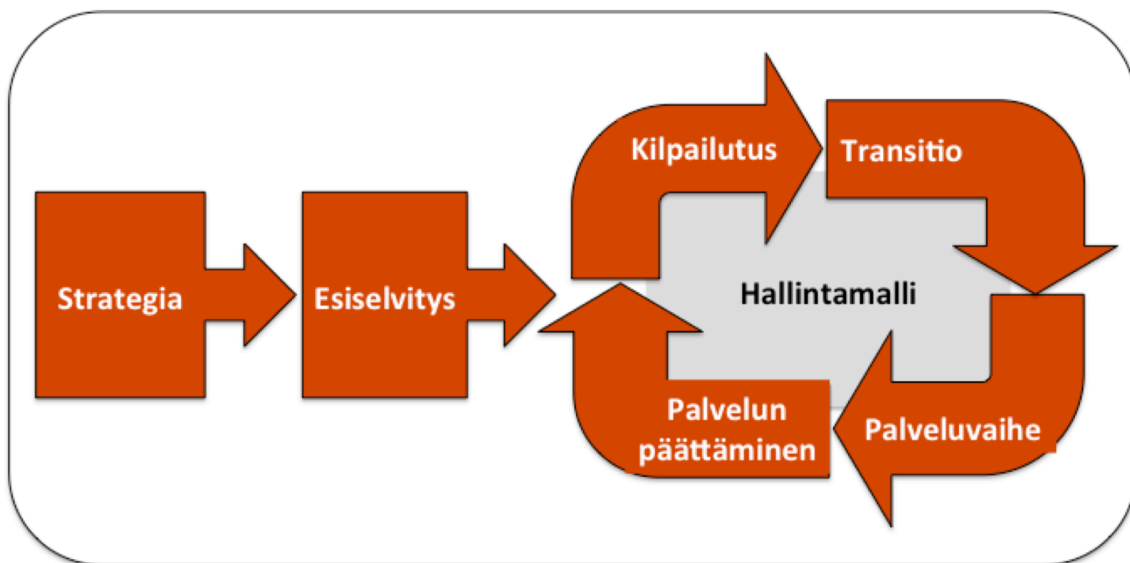 Strategia
Esiselvitys
Kilpailutus
Transitio
Hallintamalli
Palveluvaihe
Palvelun
päättäminen